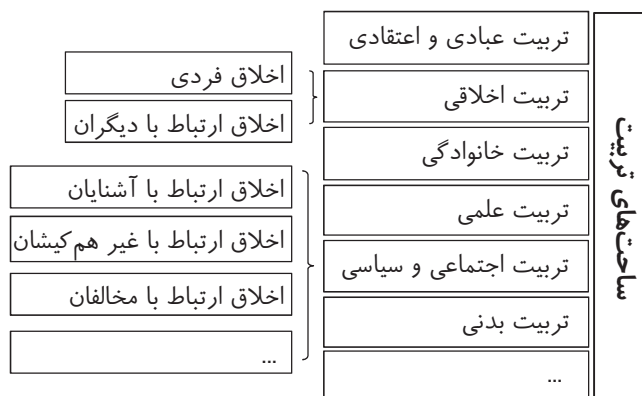 ساحت‌های تربیت
تربیت عبادی و اعتقادی
تربیت اخلاقی
تربیت خانوادگی
تربیت علمی
تربیت اجتماعی و سیاسی
تربیت بدنی
...
اخلاق فردی
اخلاق ارتباط با دیگران
اخلاق ارتباط با آشنایان
اخلاق ارتباط با غیر هم‌کیشان
اخلاق ارتباط با مخالفان
...